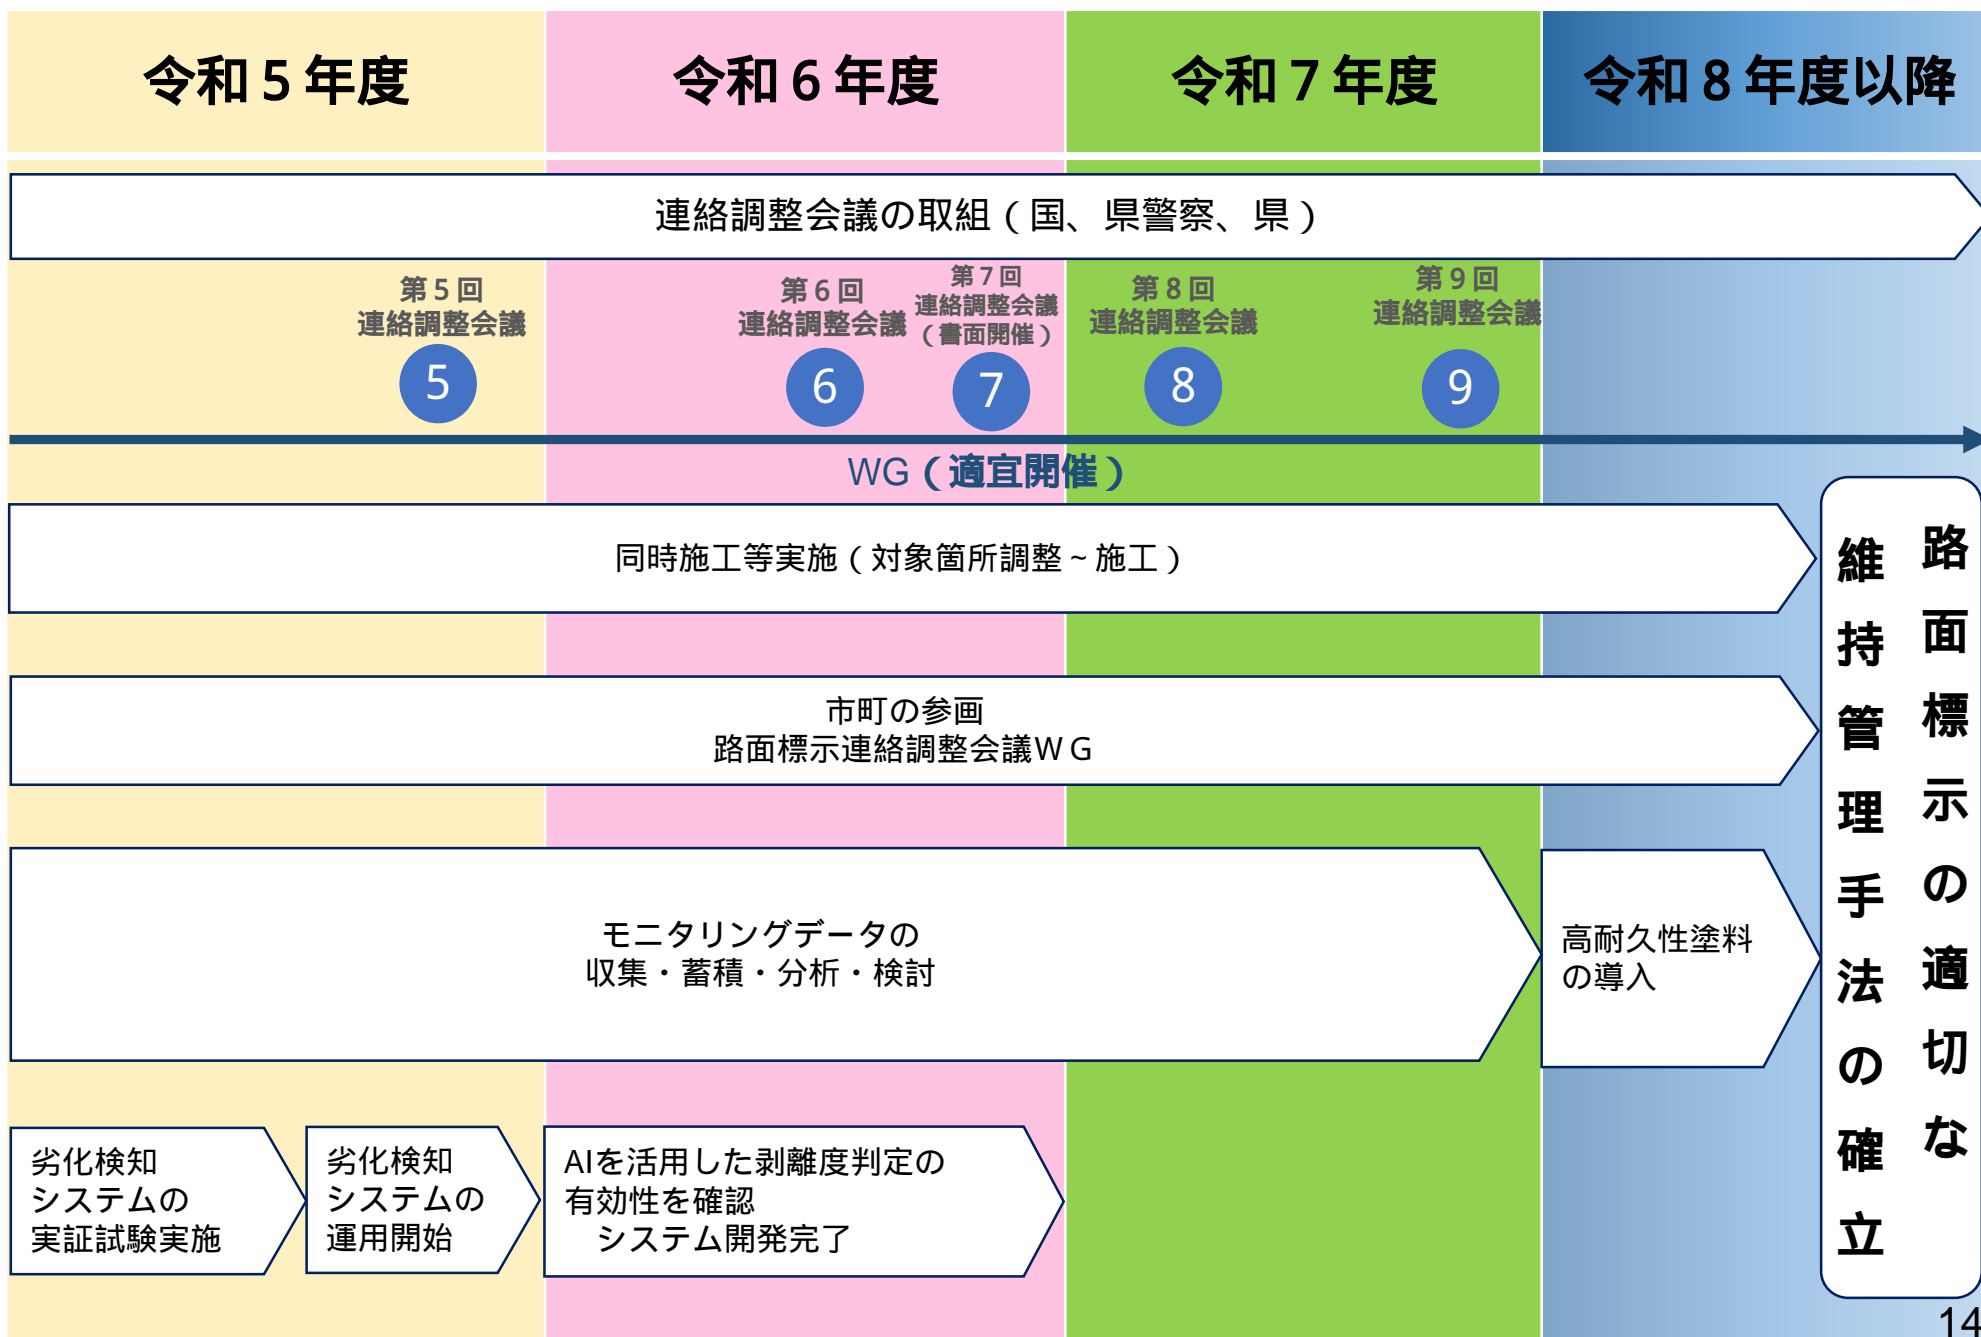 令和５年度
令和６年度
令和７年度
令和８年度以降
連絡調整会議の取組（国、県警察、県）
第５回
連絡調整会議
5
第６回
連絡調整会議
6
第７回
連絡調整会議
（書面開催）
7
第８回
連絡調整会議
8
第９回
連絡調整会議
9
WG（適宜開催）
同時施工等実施（対象箇所調整～施工）
市町の参画
路面標示連絡調整会議ＷＧ
モニタリングデータの
収集・蓄積・分析・検討
高耐久性塗料
の導入
劣化検知
システムの
実証試験実施
劣化検知
システムの
運用開始
AIを活用した剥離度判定の
有効性を確認
システム開発完了
路面標示の適切な
維持管理手法の確立
14